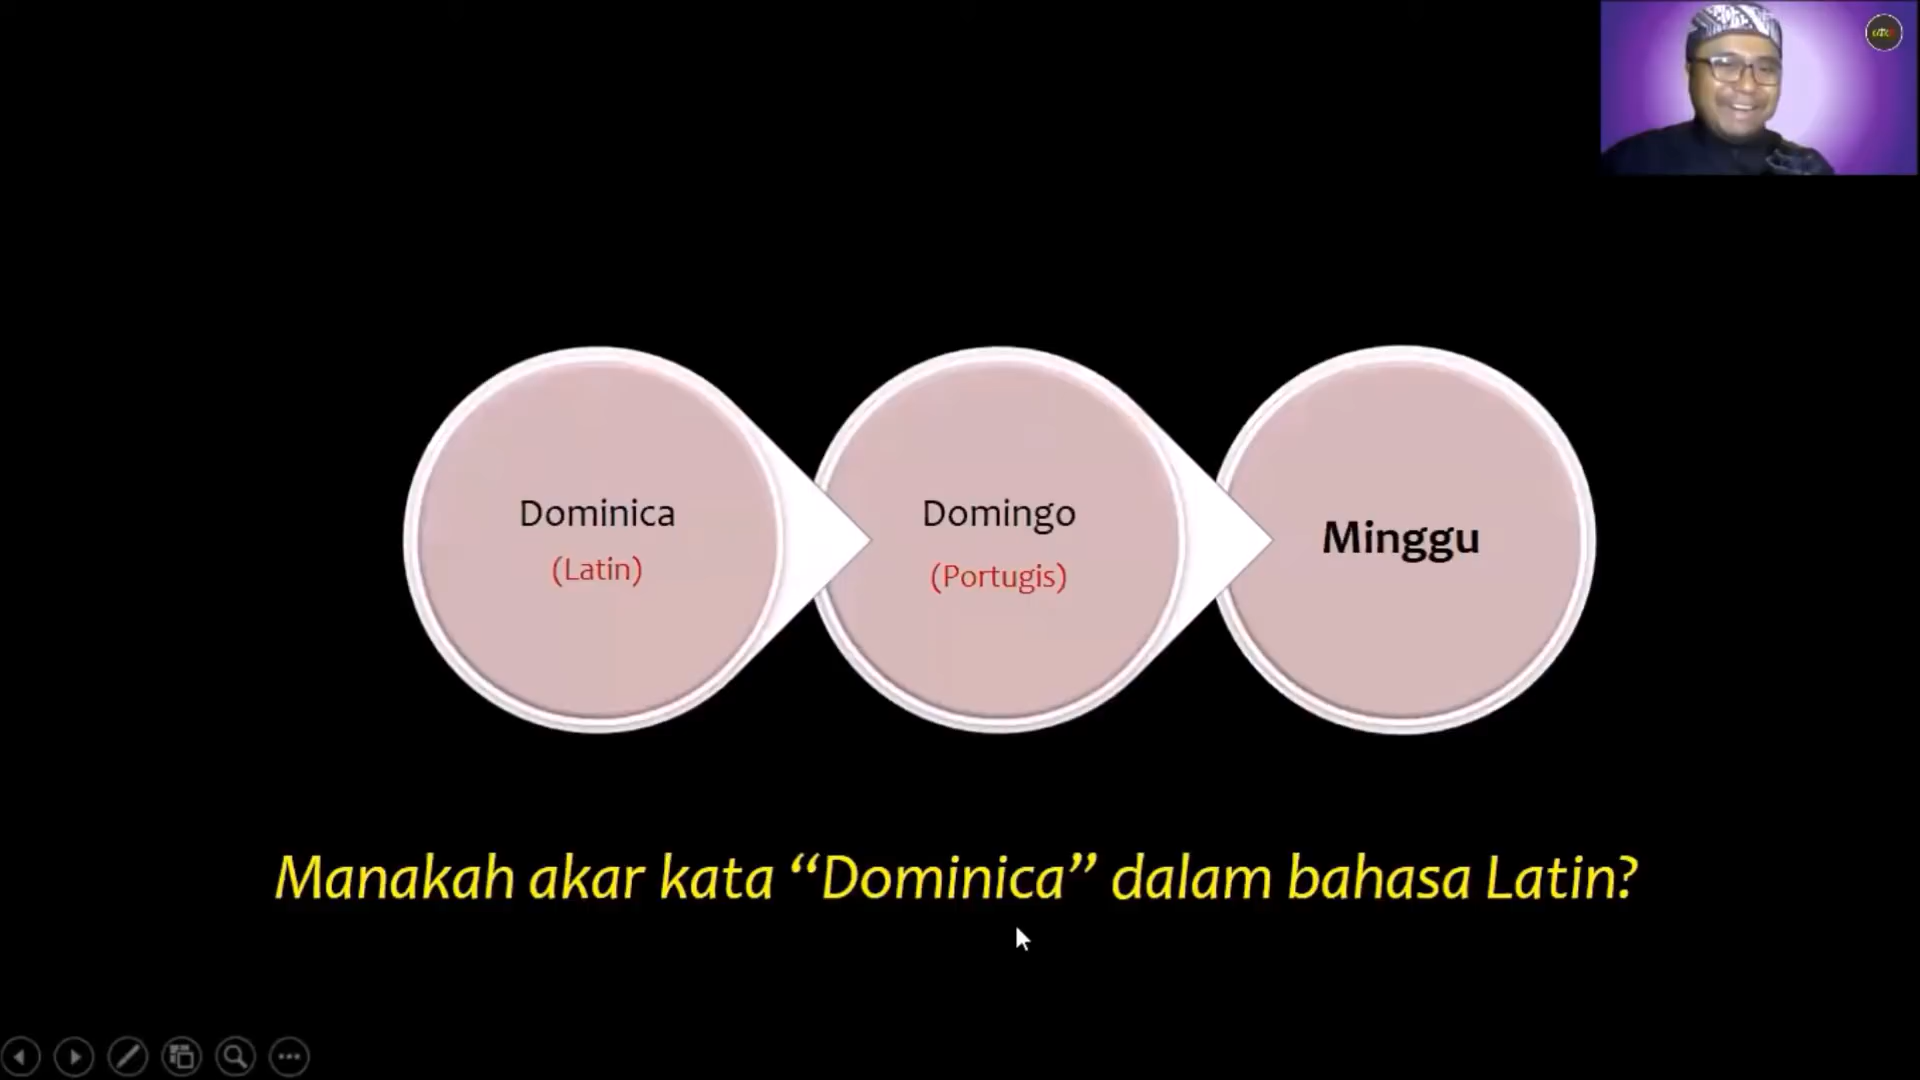 Dominica
(Latin)
Domingo
(Portugis)
Minggu
Manakah akar kata “Dominica” dalam bahasa Latin?